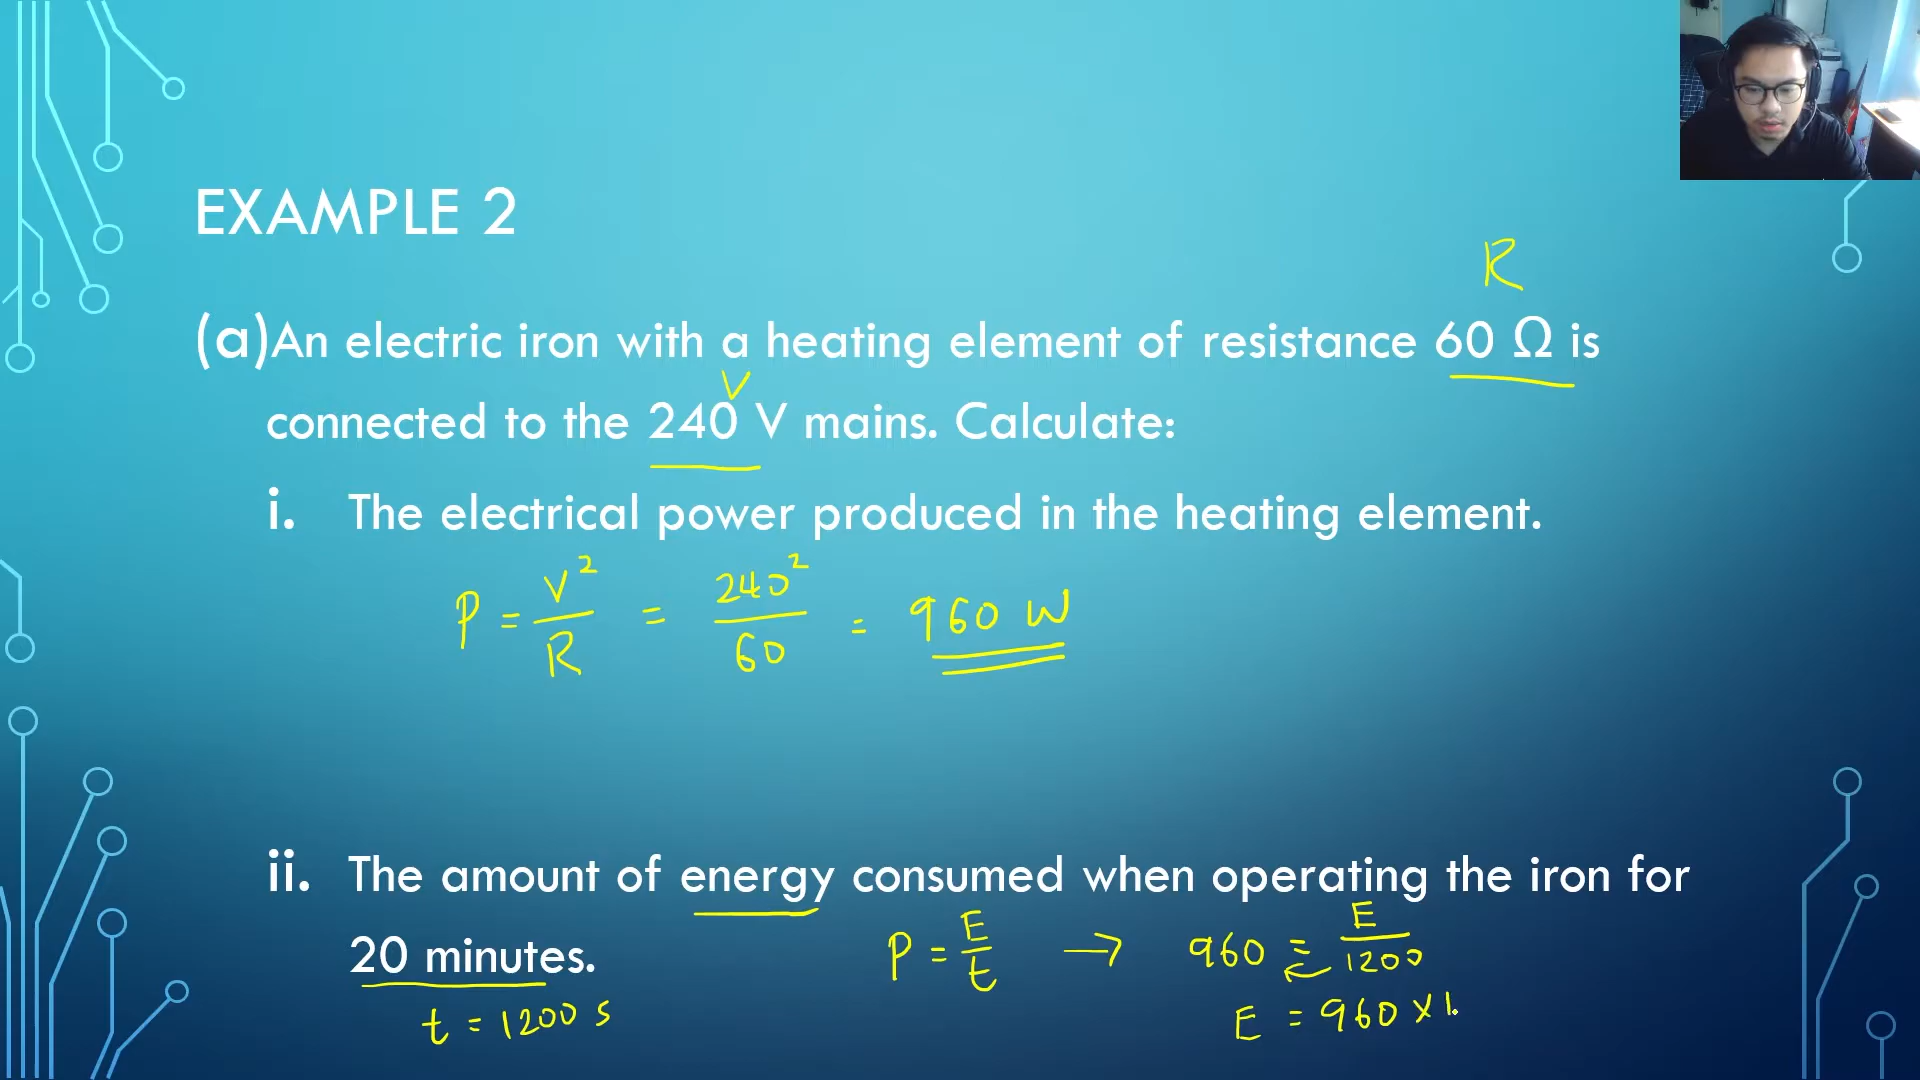 EXAMPLE 2
R
(a)An electric iron with a heating element of resistance 60 Ω is
V
connected to the 240 V mains. Calculate:
i. The electrical power produced in the heating element.
P = V² / R = 240² / 60 = 960 W
ii. The amount of energy consumed when operating the iron for
20 minutes.
P = E / t → 960 = E / 1200
t = 1200 s
E = 960 × 1